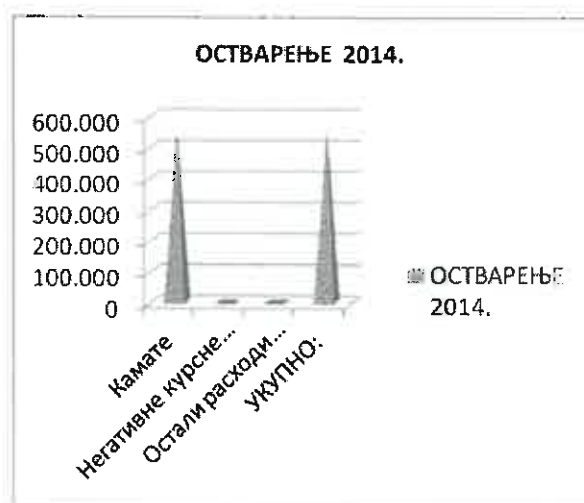 ОСТВАРЕЊЕ 2014.
600.000
500.000
400.000
300.000
200.000
100.000
0
Камате
Негативне курсне...
Остали расходи...
УКУПНО:
ОСТВАРЕЊЕ
2014.